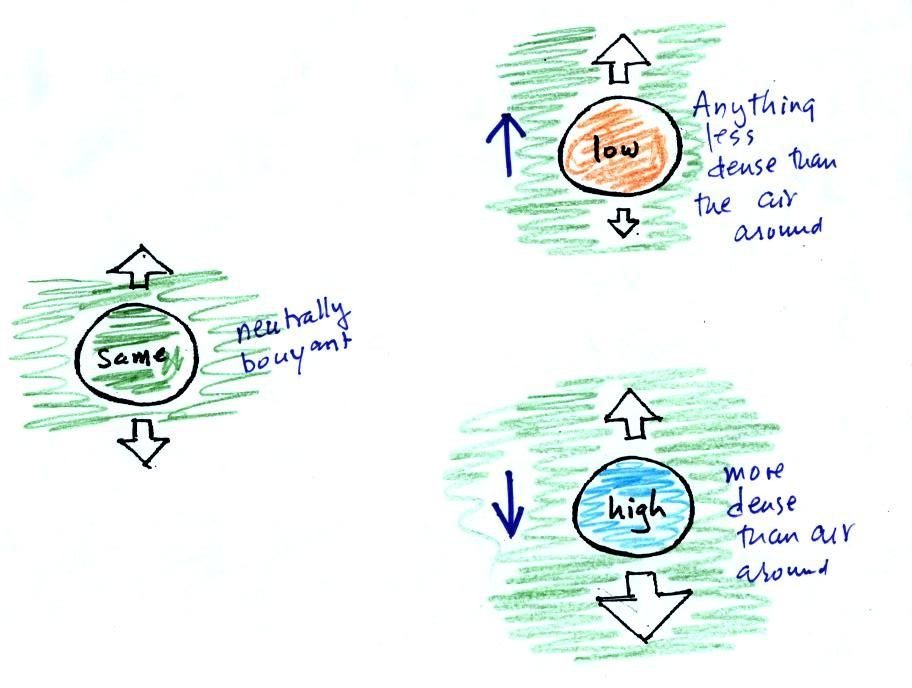 same
neutrally
bouyant
low
Anything
less
dense than
the air
around
high
more
dense
than air
around